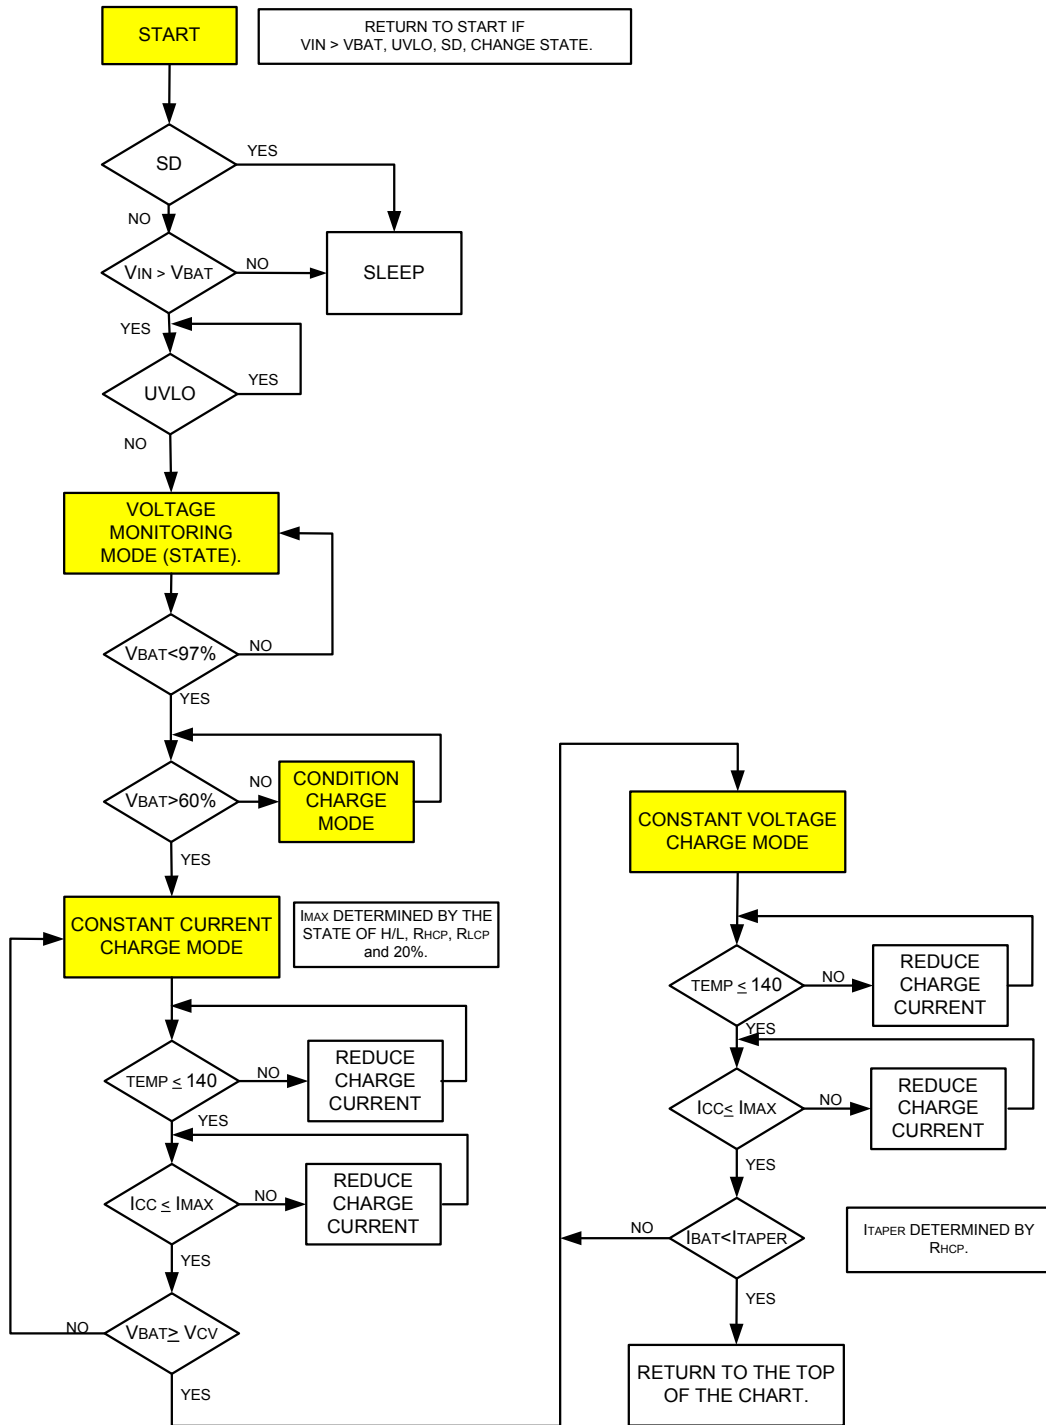 START
RETURN TO START IF
VIN > VBAT, UVLO, SD, CHANGE STATE.
SD
YES
NO
VIN > VBAT
NO
SLEEP
YES
UVLO
YES
NO
VOLTAGE
MONITORING
MODE (STATE).
VBAT<97%
NO
YES
VBAT>60%
NO
CONDITION
CHARGE
MODE
YES
CONSTANT CURRENT
CHARGE MODE
IMAX DETERMINED BY THE
STATE OF H/L, RHCP, RLCP
and 20%.
TEMP ≤ 140
NO
REDUCE
CHARGE
CURRENT
YES
ICC ≤ IMAX
NO
REDUCE
CHARGE
CURRENT
YES
VBAT≥ VCV
NO
YES
CONSTANT VOLTAGE
CHARGE MODE
TEMP ≤ 140
NO
REDUCE
CHARGE
CURRENT
YES
ICC≤ IMAX
NO
REDUCE
CHARGE
CURRENT
YES
IBAT<ITAPER
NO
ITAPER DETERMINED BY
RHCP.
YES
RETURN TO THE TOP
OF THE CHART.